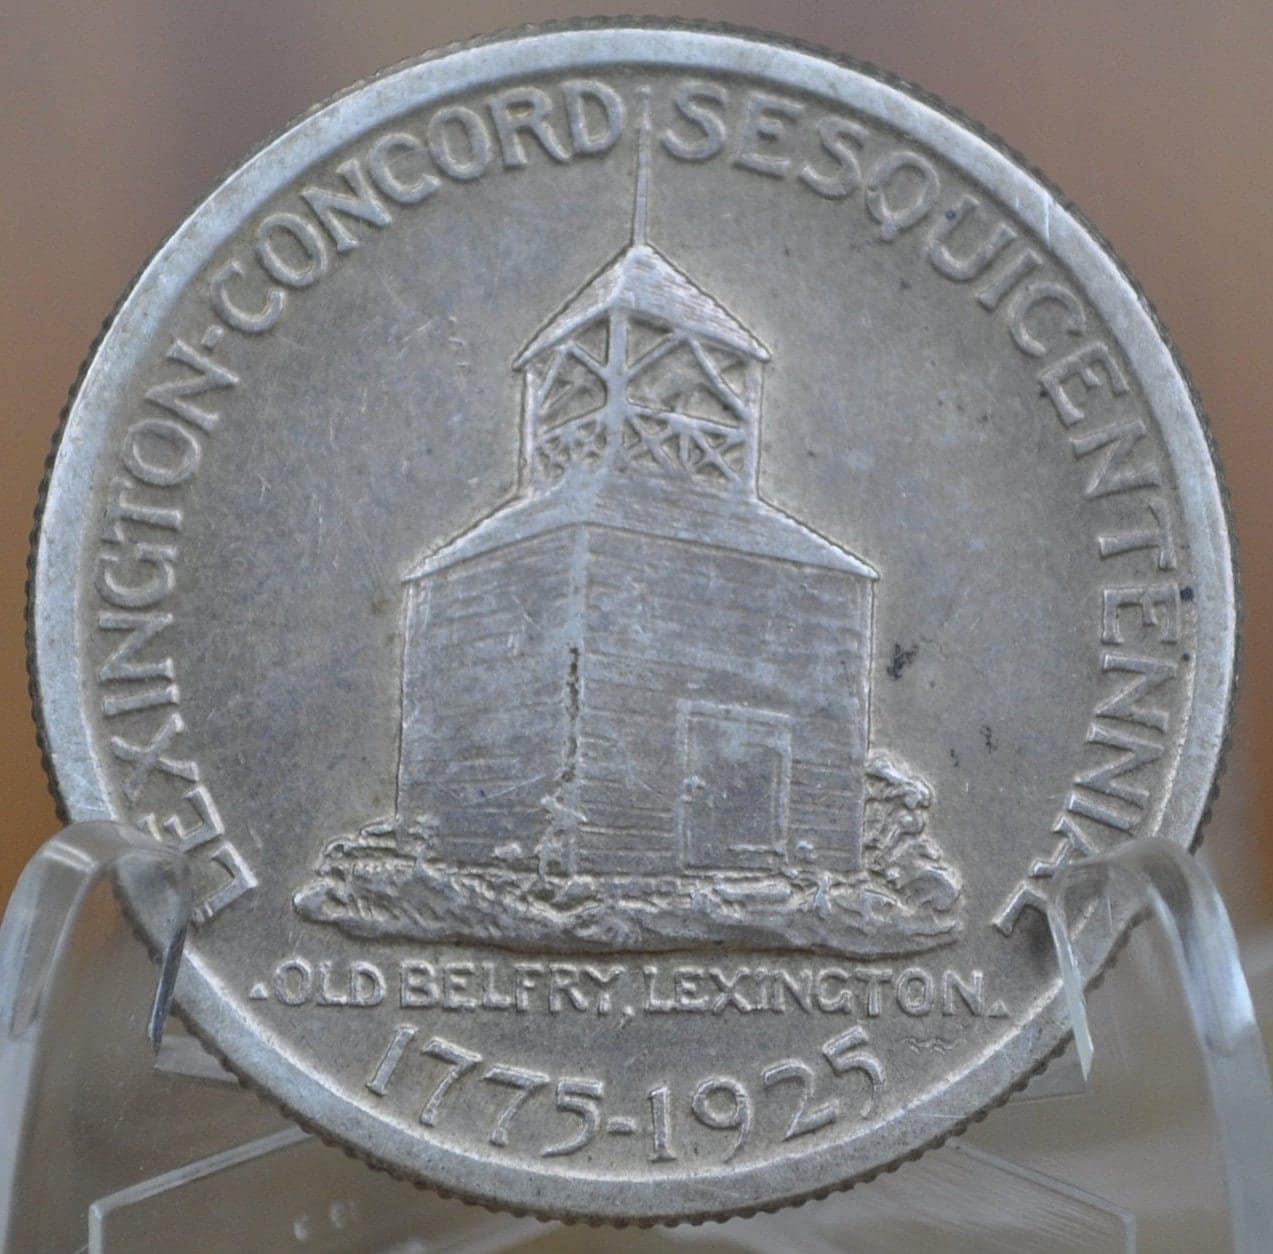 LEXINGTON-CONCORD SESQUICENTENNIAL
.OLD BELFRY, LEXINGTON.
1775-1925